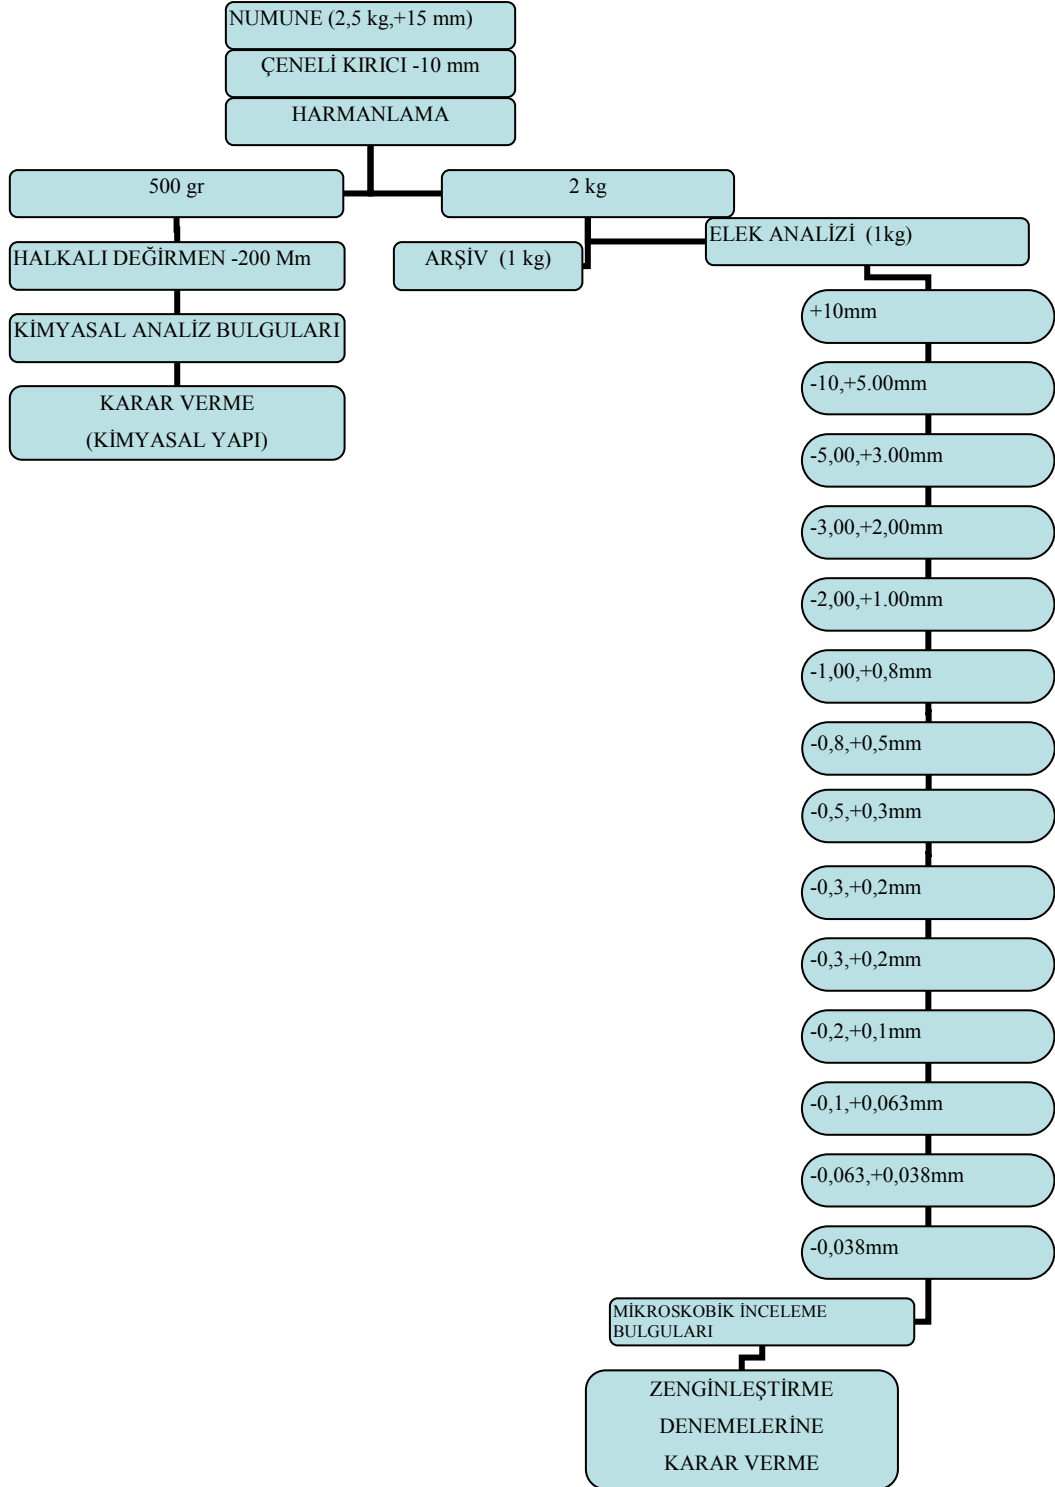 NUMUNE (2,5 kg,+15 mm)
ÇENELİ KIRICI -10 mm
HARMANLAMA
500 gr
2 kg
HALKALI DEĞİRMEN -200 Mm
ARŞİV (1 kg)
ELEK ANALİZİ (1kg)
KİMYASAL ANALİZ BULGULARI
KARAR VERME
(KİMYASAL YAPI)
+10mm
-10,+5.00mm
-5,00,+3.00mm
-3,00,+2,00mm
-2,00,+1.00mm
-1,00,+0,8mm
-0,8,+0,5mm
-0,5,+0,3mm
-0,3,+0,2mm
-0,3,+0,2mm
-0,2,+0,1mm
-0,1,+0,063mm
-0,063,+0,038mm
-0,038mm
MİKROSKOBİK İNCELEME
BULGULARI
ZENGİNLEŞTİRME
DENEMELERİNE
KARAR VERME